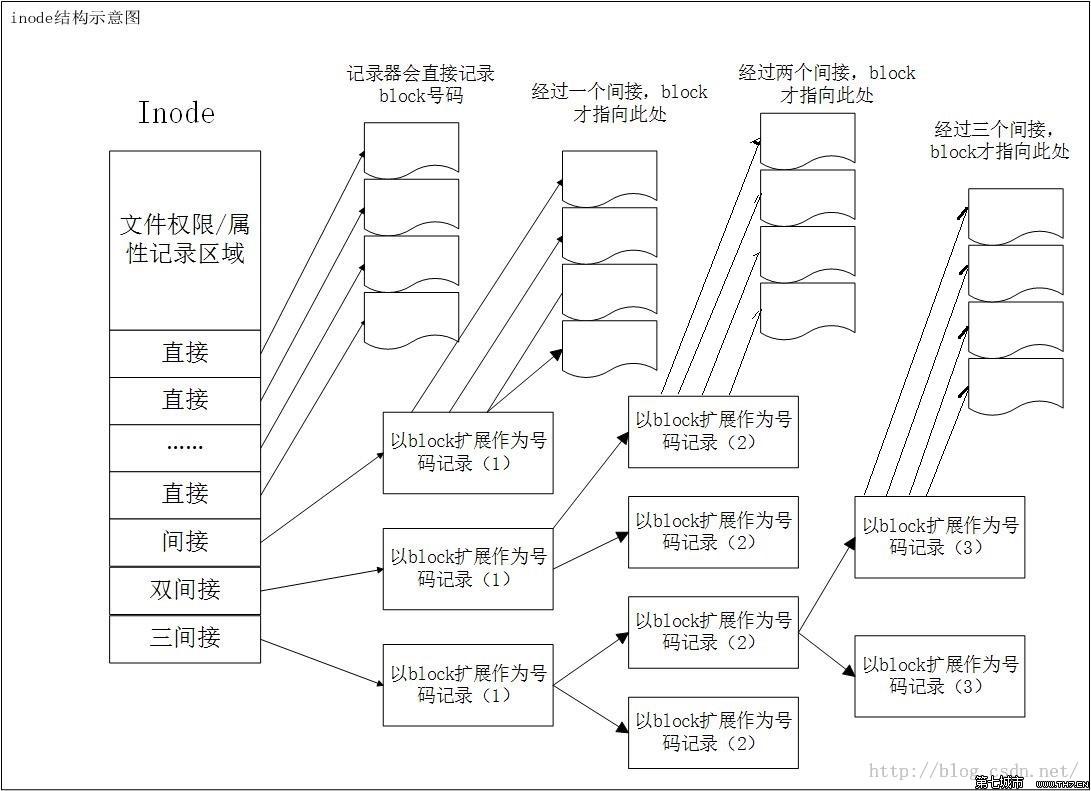 inode结构示意图
记录器会直接记录
block号码
经过一个间接，block
才指向此处
经过两个间接，block
才指向此处
经过三个间接，
block才指向此处
Inode
文件权限/属
性记录区域
直接
直接
......
直接
间接
双间接
三间接
以block扩展作为号
码记录（1）
以block扩展作为号
码记录（1）
以block扩展作为号
码记录（1）
以block扩展作为号
码记录（2）
以block扩展作为号
码记录（2）
以block扩展作为号
码记录（2）
以block扩展作为号
码记录（2）
以block扩展作为号
码记录（3）
以block扩展作为号
码记录（3）
http://blog.csdn.net/
第七城市 WWW.TH7.CN